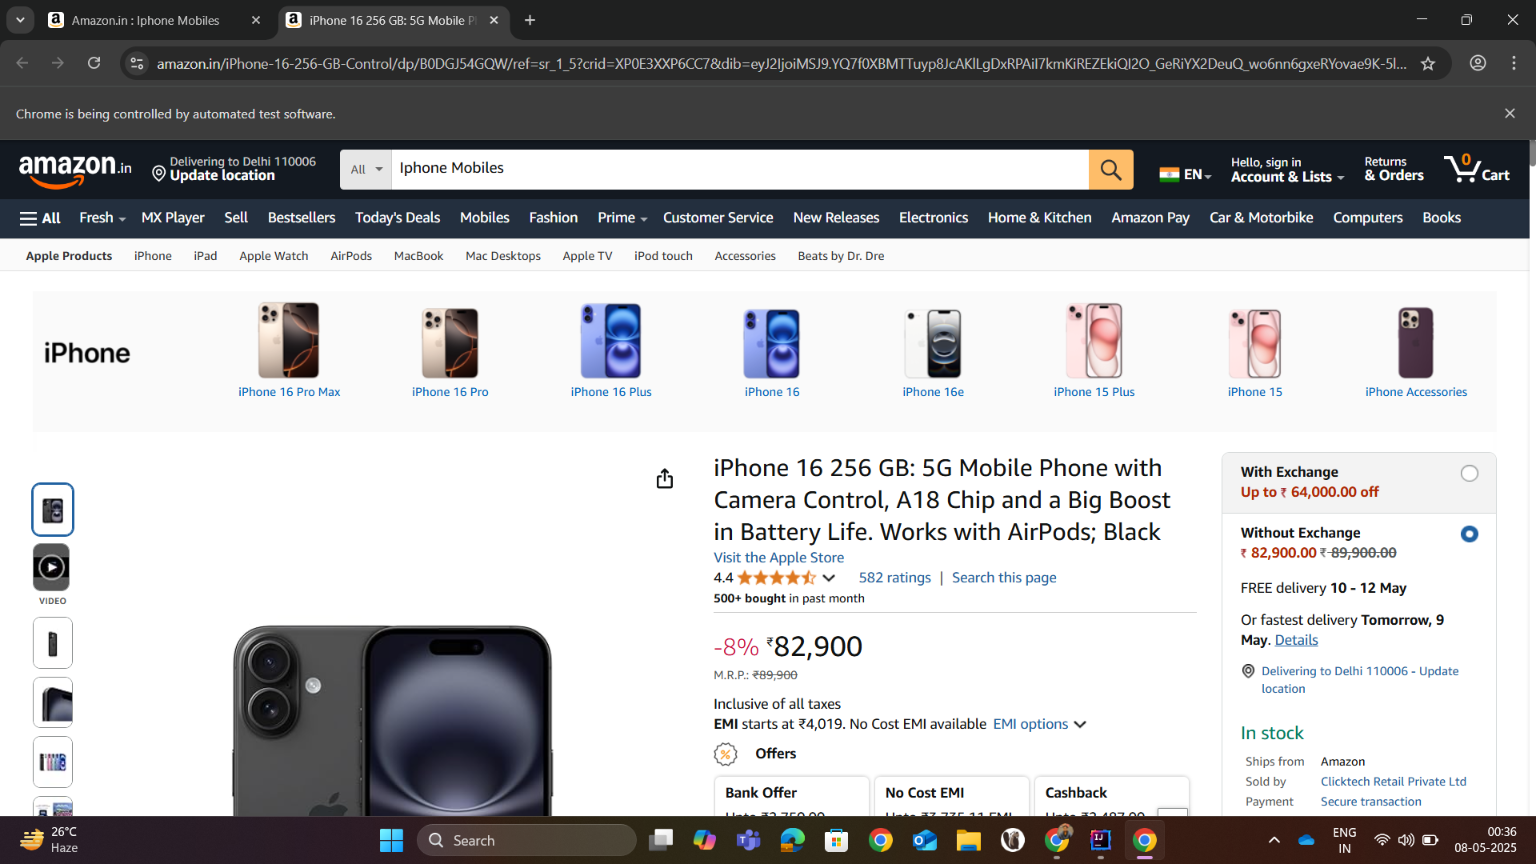 Amazon.in : Iphone Mobiles
iPhone 16 256 GB: 5G Mobile P
amazon.in/iPhone-16-256-GB-Control/dp/B0DGJ54GQW/ref=sr_1_5?crid=XP0E3XXP6CC7&dib=
Chrome is being controlled by automated test software.
amazon.in
Delivering to Delhi 110006
Update location
All
Iphone Mobiles
EN
Hello, sign in
Account & Lists
Returns
& Orders
0
Cart
All Fresh MX Player Sell Bestsellers Today's Deals Mobiles Fashion Prime Customer Service New Releases Electronics Home & Kitchen Amazon Pay Car & Motorbike Computers Books
Apple Products iPhone iPad Apple Watch AirPods MacBook Mac Desktops Apple TV iPod touch Accessories Beats by Dr. Dre
iPhone
iPhone 16 Pro Max iPhone 16 Pro iPhone 16 Plus iPhone 16 iPhone 16e iPhone 15 Plus iPhone 15 iPhone Accessories
VIDEO
iPhone 16 256 GB: 5G Mobile Phone with
Camera Control, A18 Chip and a Big Boost
in Battery Life. Works with AirPods; Black
Visit the Apple Store
4.4 582 ratings | Search this page
500+ bought in past month
-8% ₹82,900
M.R.P.: ₹89,900
Inclusive of all taxes
EMI starts at ₹4,019. No Cost EMI available EMI options
Offers
Bank Offer
No Cost EMI
Cashback
With Exchange
Up to ₹ 64,000.00 off
Without Exchange
₹ 82,900.00 ₹ 89,900.00
FREE delivery 10 - 12 May
Or fastest delivery Tomorrow, 9
May. Details
Delivering to Delhi 110006 - Update
location
In stock
Ships from Amazon
Sold by Clicktech Retail Private Ltd
Payment Secure transaction
26°C
Haze
Search
ENG
IN
00:36
08-05-2025